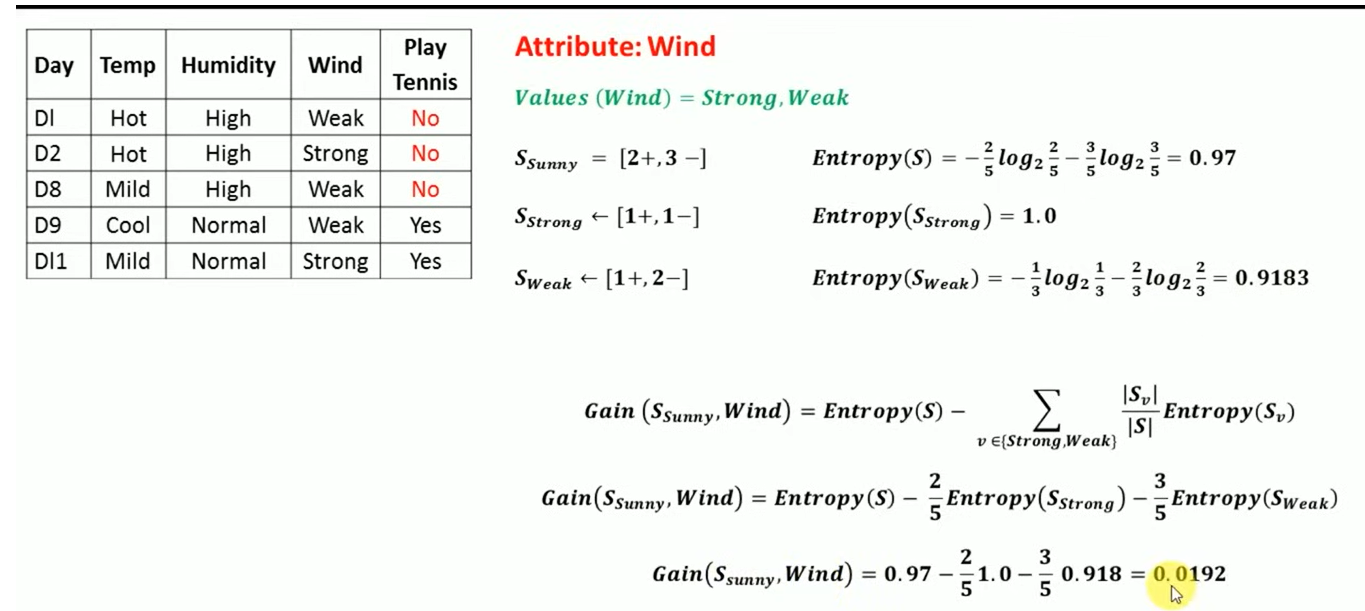 Day Temp Humidity Wind Play Tennis
Dl Hot High Weak No
D2 Hot High Strong No
D8 Mild High Weak No
D9 Cool Normal Weak Yes
Dl1 Mild Normal Strong Yes
Attribute: Wind
Values (Wind) = Strong, Weak
S_Sunny = [2+, 3 −] Entropy(S) = −2/5 log₂ 2/5 − 3/5 log₂ 3/5 = 0.97
S_Strong ← [1+, 1−] Entropy(S_Strong) = 1.0
S_Weak ← [1+, 2−] Entropy(S_Weak) = −1/3 log₂ 1/3 − 2/3 log₂ 2/3 = 0.9183
Gain (S_Sunny, Wind) = Entropy(S) − ∑ v ∈{Strong,Weak} |S_v|/|S| Entropy(S_v)
Gain(S_Sunny, Wind) = Entropy(S) − 2/5 Entropy(S_Strong) − 3/5 Entropy(S_Weak)
Gain(S_sunny, Wind) = 0.97 − 2/5 1.0 − 3/5 0.918 = 0.0192